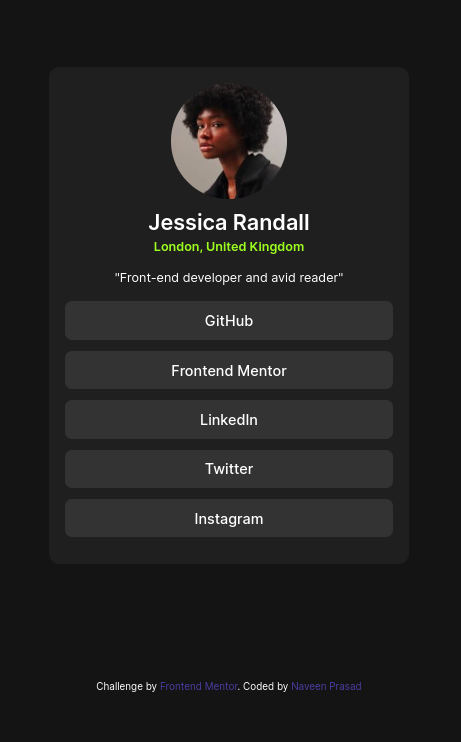 Jessica Randall
London, United Kingdom
"Front-end developer and avid reader"
GitHub
Frontend Mentor
LinkedIn
Twitter
Instagram
Challenge by Frontend Mentor. Coded by Naveen Prasad